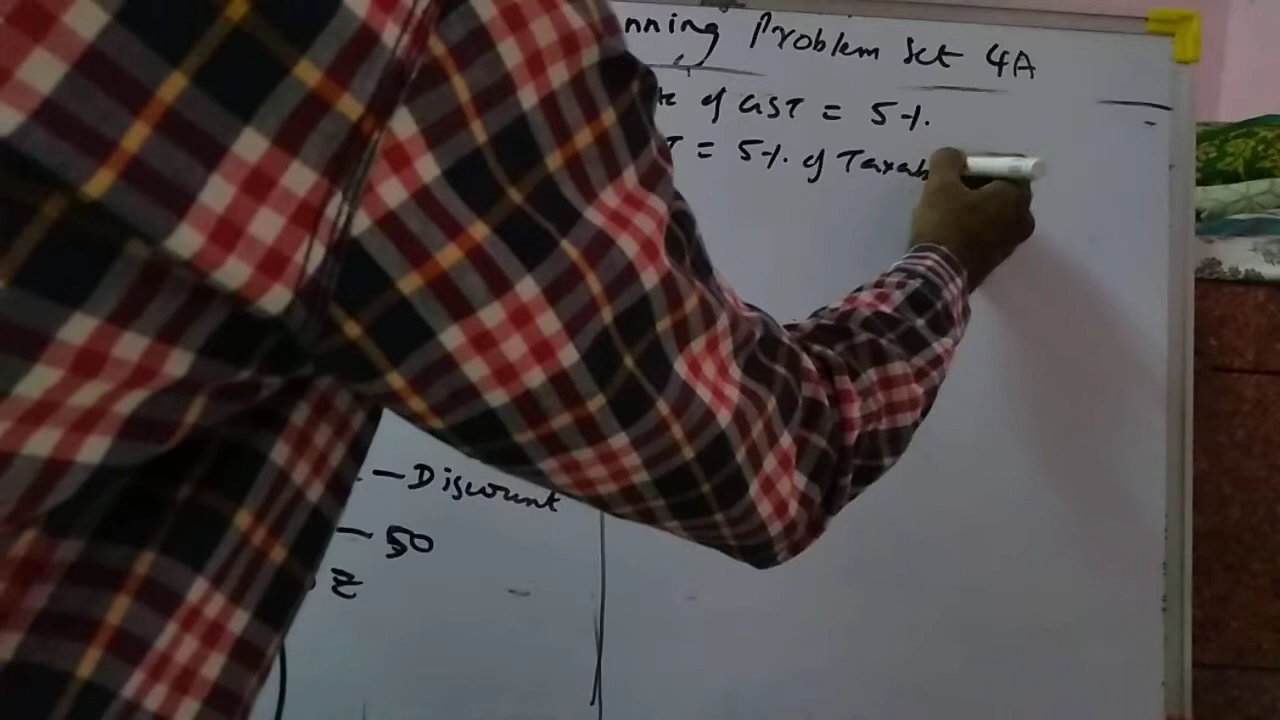 nning Problem Set 4A
of GST = 5%.
= 5%. of Taxab
- Discount
- 50
₹